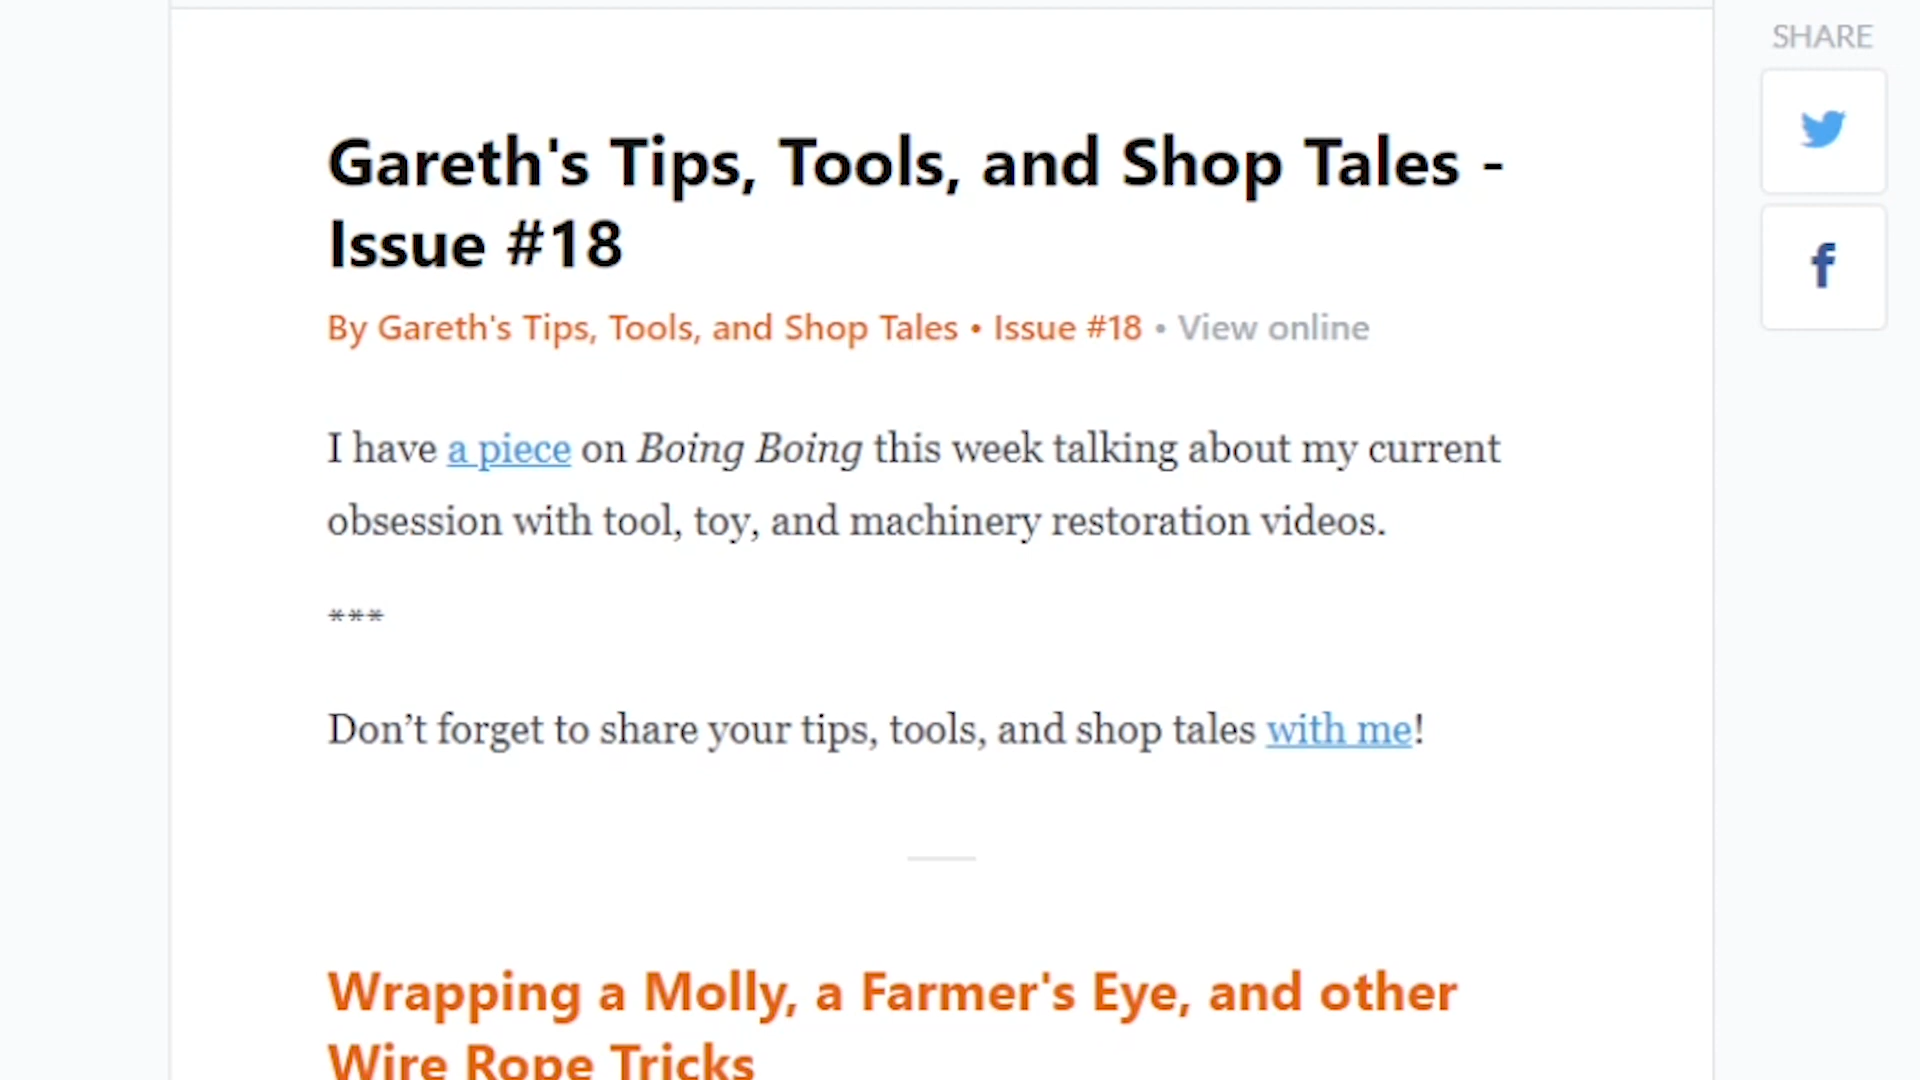 SHARE
Gareth's Tips, Tools, and Shop Tales -
Issue #18
By Gareth's Tips, Tools, and Shop Tales • Issue #18 • View online
I have a piece on Boing Boing this week talking about my current
obsession with tool, toy, and machinery restoration videos.
***
Don’t forget to share your tips, tools, and shop tales with me!
Wrapping a Molly, a Farmer's Eye, and other
Wire Rope Tricks